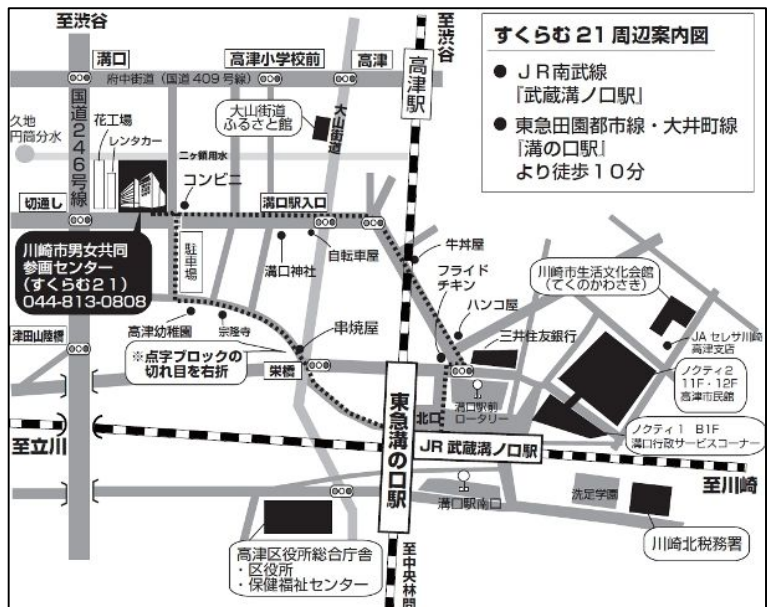 至渋谷
至渋谷
溝口
高津小学校前
高津
府中街道（国道409号線）
高津駅
すくらむ21周辺案内図
● JR南武線
『武蔵溝ノ口駅』
● 東急田園都市線・大井町線
『溝の口駅』
より徒歩10分
久地
円筒分水
国道246号線
花工場
レンタカー
大山街道
ふるさと館
大山街道
二ヶ領用水
コンビニ
切通し
溝口駅入口
川崎市男女共同
参画センター
(すくらむ21)
044-813-0808
駐車場
溝口神社
自転車屋
牛丼屋
フライド
チキン
ハンコ屋
川崎市生活文化会館
(てくのかわさき)
三井住友銀行
JAセレサ川崎
高津支店
津田山陸橋
高津幼稚園
宗隆寺
串焼屋
※点字ブロックの
切れ目を右折
栄橋
ノクティ2
11F・12F
高津市民館
溝口駅前
ロータリー
北口
ノクティ1 B1F
溝口行政サービスコーナー
至立川
東急溝の口駅
JR 武蔵溝ノ口駅
至川崎
溝口駅南口
洗足学園
川崎北税務署
高津区役所総合庁舎
・区役所
・保健福祉センター
至中央林間